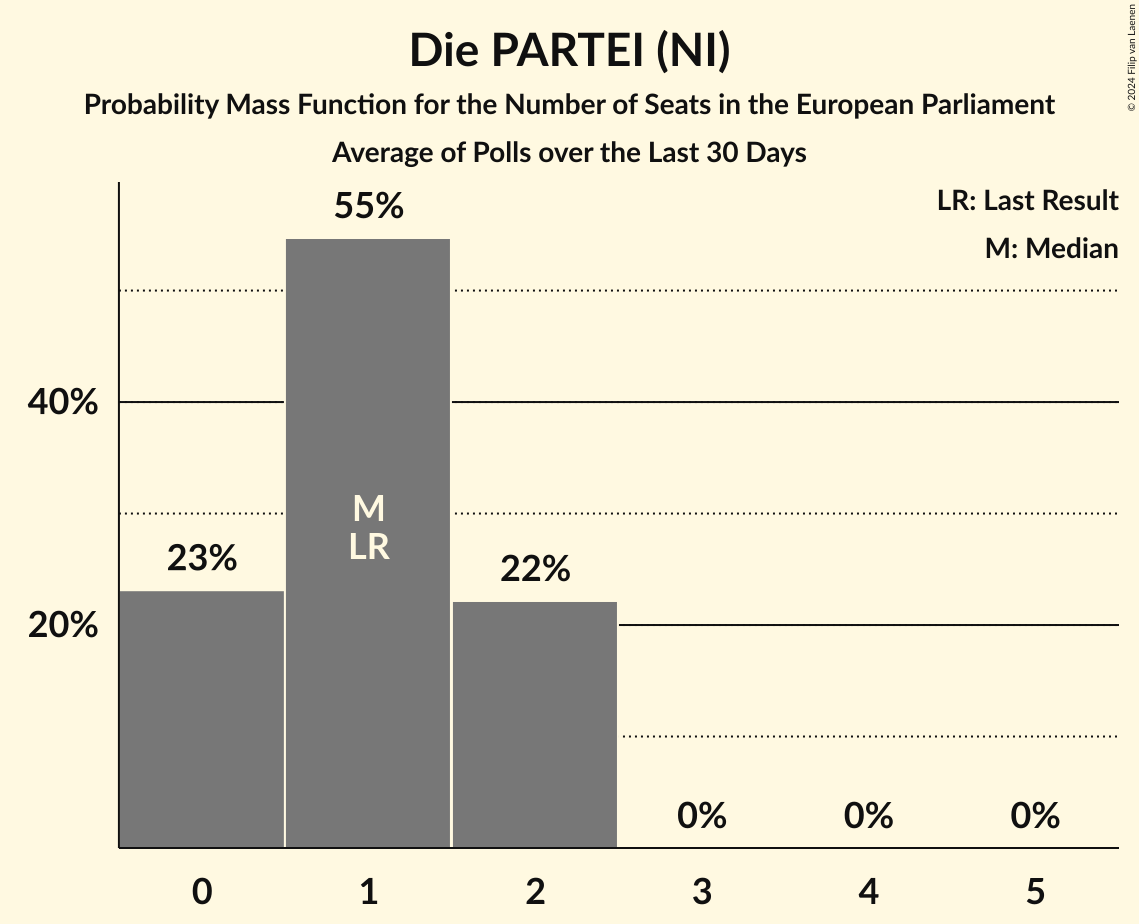 Die PARTEI (NI)
Probability Mass Function for the Number of Seats in the European Parliament
Average of Polls over the Last 30 Days
© 2024 Filip van Laenen
LR: Last Result
M: Median
55%
40%
M
LR
23%
22%
20%
0%
0%
0%
0
1
2
3
4
5